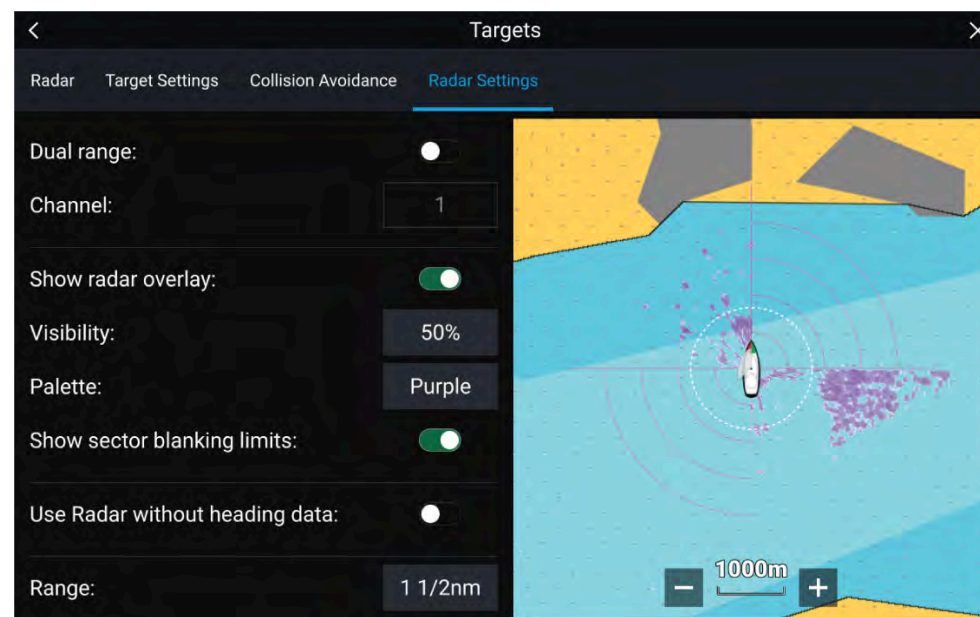 Targets
Radar Target Settings Collision Avoidance Radar Settings
Dual range:
Channel: 1
Show radar overlay:
Visibility: 50%
Palette: Purple
Show sector blanking limits:
Use Radar without heading data:
Range: 1 1/2nm
1000m